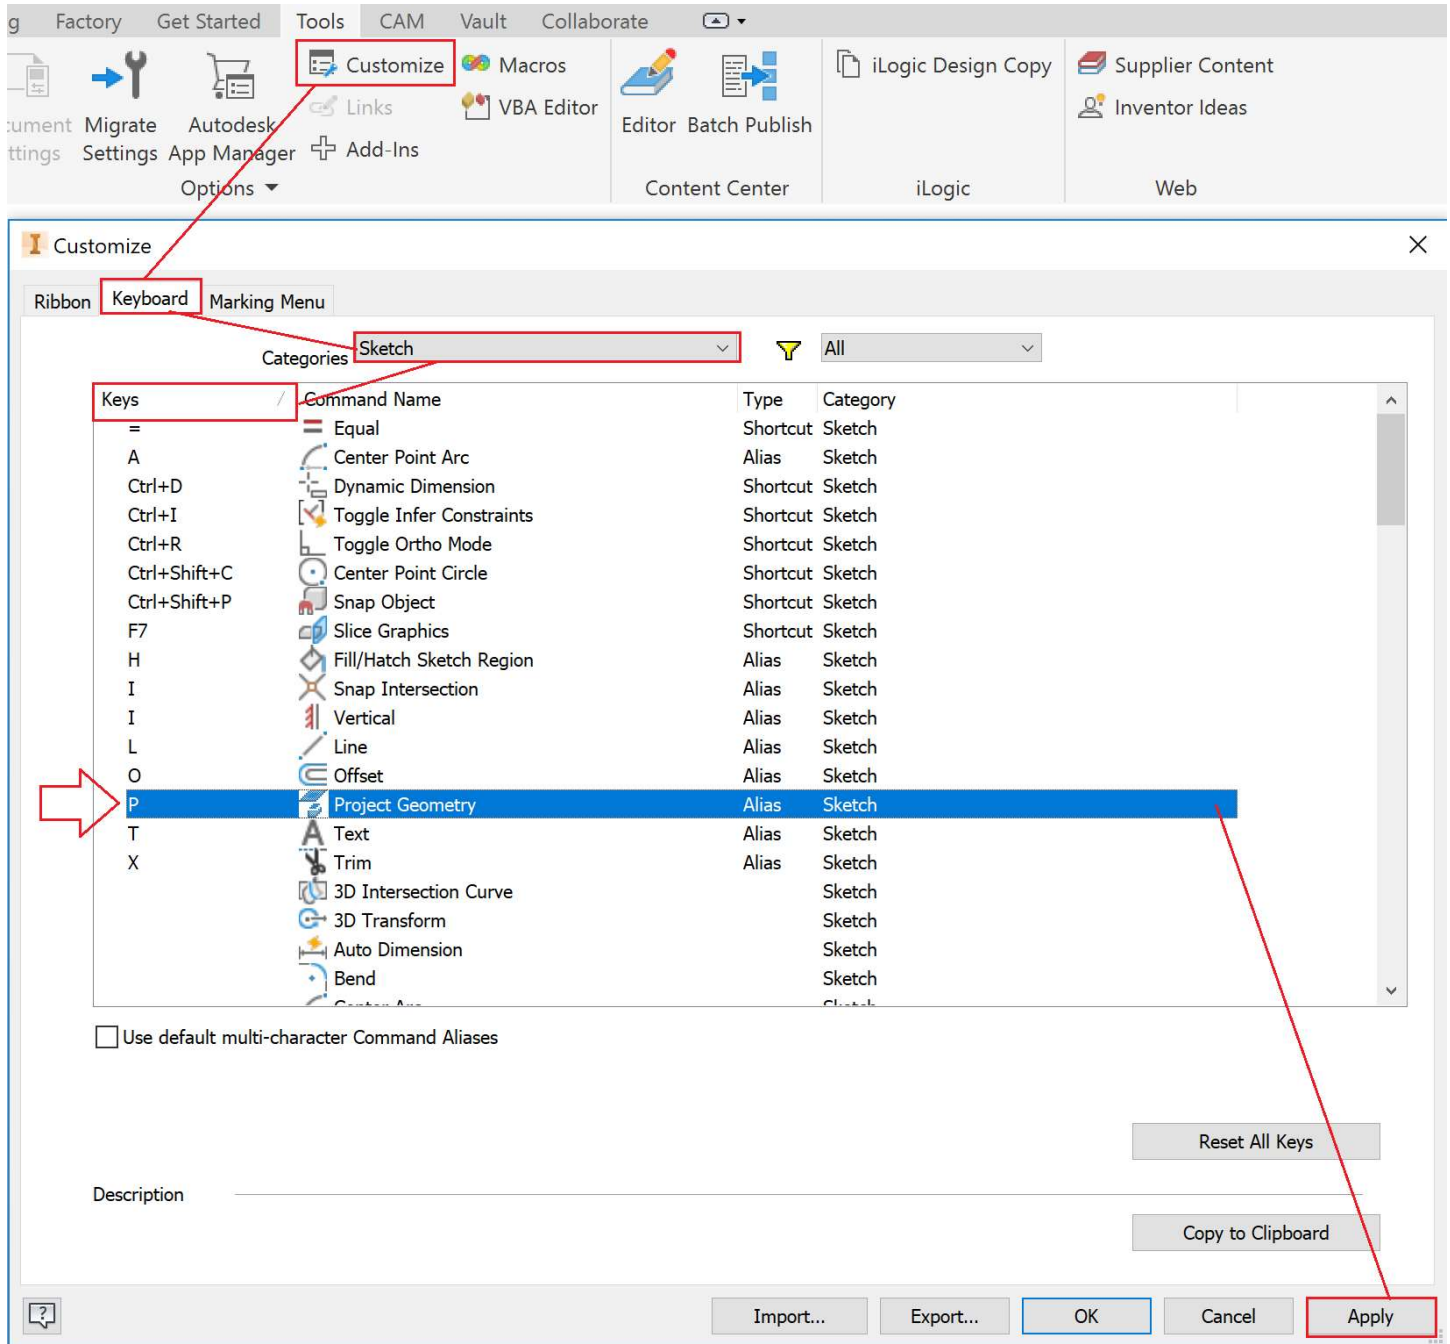 g Factory Get Started Tools CAM Vault Collaborate
Customize Macros iLogic Design Copy Supplier Content
Links VBA Editor Inventor Ideas
cument Migrate Autodesk Editor Batch Publish
ttings Settings App Manager Add-Ins
Options Content Center iLogic Web
I Customize
Ribbon Keyboard Marking Menu
Categories Sketch All
Keys Command Name Type Category
= Equal Shortcut Sketch
A Center Point Arc Alias Sketch
Ctrl+D Dynamic Dimension Shortcut Sketch
Ctrl+I Toggle Infer Constraints Shortcut Sketch
Ctrl+R Toggle Ortho Mode Shortcut Sketch
Ctrl+Shift+C Center Point Circle Shortcut Sketch
Ctrl+Shift+P Snap Object Shortcut Sketch
F7 Slice Graphics Shortcut Sketch
H Fill/Hatch Sketch Region Alias Sketch
I Snap Intersection Alias Sketch
I Vertical Alias Sketch
L Line Alias Sketch
O Offset Alias Sketch
P Project Geometry Alias Sketch
T Text Alias Sketch
X Trim Alias Sketch
3D Intersection Curve Sketch
3D Transform Sketch
Auto Dimension Sketch
Bend Sketch
Use default multi-character Command Aliases
Reset All Keys
Description
Copy to Clipboard
Import... Export... OK Cancel Apply